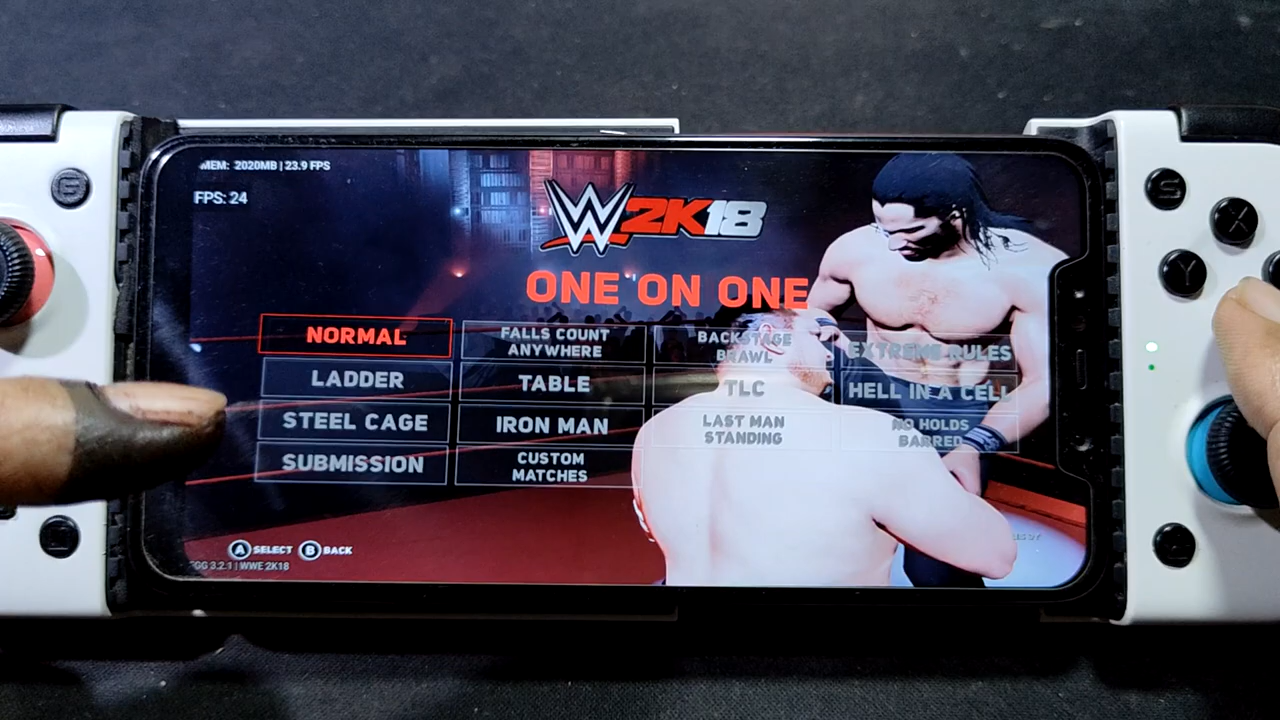 MEM: 2020MB | 23.9 FPS
FPS: 24
W 2K18
ONE ON ONE
NORMAL
FALLS COUNT
ANYWHERE
BACKSTAGE
BRAWL
EXTREME RULES
LADDER
TABLE
TLC
HELL IN A CELL
STEEL CAGE
IRON MAN
LAST MAN
STANDING
NO HOLDS
BARRED
SUBMISSION
CUSTOM
MATCHES
A SELECT B BACK
EGG 3.2.1 | WWE 2K18
S
X
Y